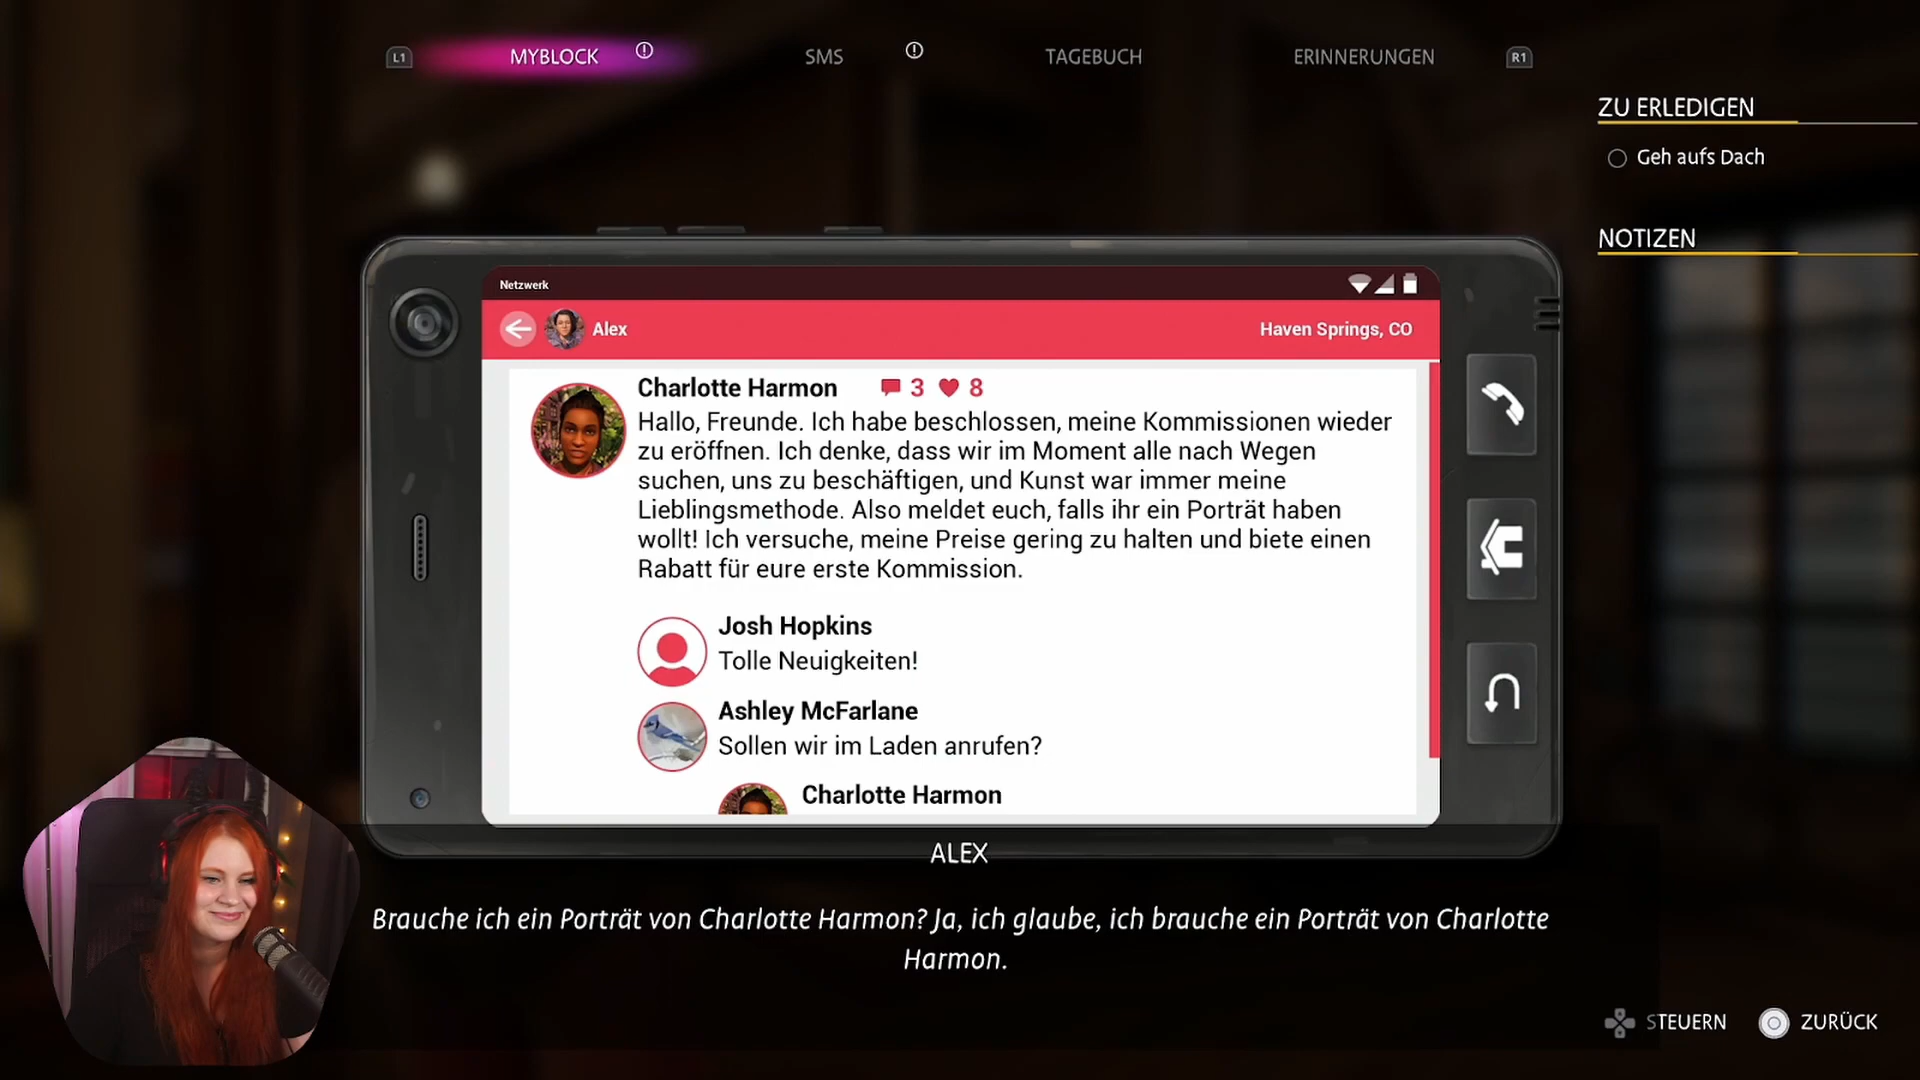 L1
MYBLOCK
SMS
TAGEBUCH
ERINNERUNGEN
R1
ZU ERLEDIGEN
Geh aufs Dach
NOTIZEN
Netzwerk
Alex
Haven Springs, CO
Charlotte Harmon 3 8
Hallo, Freunde. Ich habe beschlossen, meine Kommissionen wieder
zu eröffnen. Ich denke, dass wir im Moment alle nach Wegen
suchen, uns zu beschäftigen, und Kunst war immer meine
Lieblingsmethode. Also meldet euch, falls ihr ein Porträt haben
wollt! Ich versuche, meine Preise gering zu halten und biete einen
Rabatt für eure erste Kommission.
Josh Hopkins
Tolle Neuigkeiten!
Ashley McFarlane
Sollen wir im Laden anrufen?
Charlotte Harmon
ALEX
Brauche ich ein Porträt von Charlotte Harmon? Ja, ich glaube, ich brauche ein Porträt von Charlotte
Harmon.
STEUERN
ZURÜCK